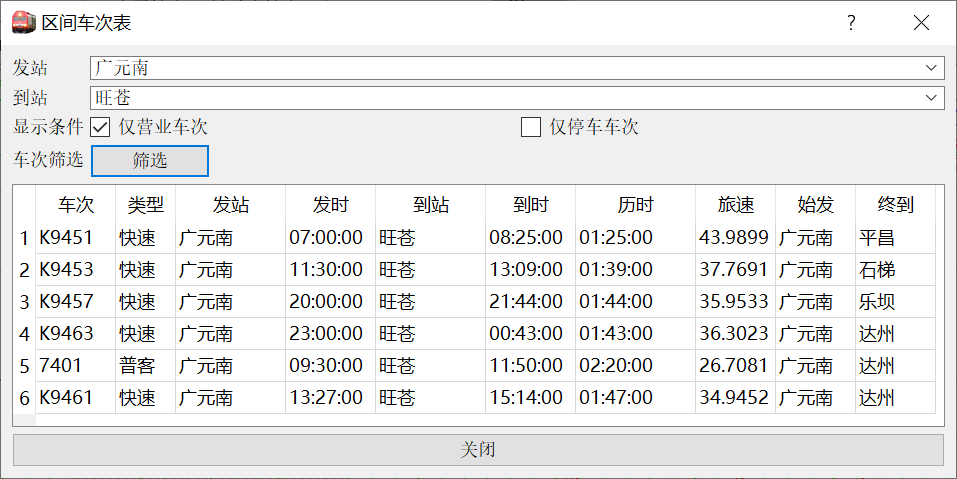 区间车次表
发站 广元南
到站 旺苍
显示条件 仅营业车次 仅停车车次
车次筛选 筛选
车次 类型 发站 发时 到站 到时 历时 旅速 始发 终到
1 K9451 快速 广元南 07:00:00 旺苍 08:25:00 01:25:00 43.9899 广元南 平昌
2 K9453 快速 广元南 11:30:00 旺苍 13:09:00 01:39:00 37.7691 广元南 石梯
3 K9457 快速 广元南 20:00:00 旺苍 21:44:00 01:44:00 35.9533 广元南 乐坝
4 K9463 快速 广元南 23:00:00 旺苍 00:43:00 01:43:00 36.3023 广元南 达州
5 7401 普客 广元南 09:30:00 旺苍 11:50:00 02:20:00 26.7081 广元南 达州
6 K9461 快速 广元南 13:27:00 旺苍 15:14:00 01:47:00 34.9452 广元南 达州
关闭